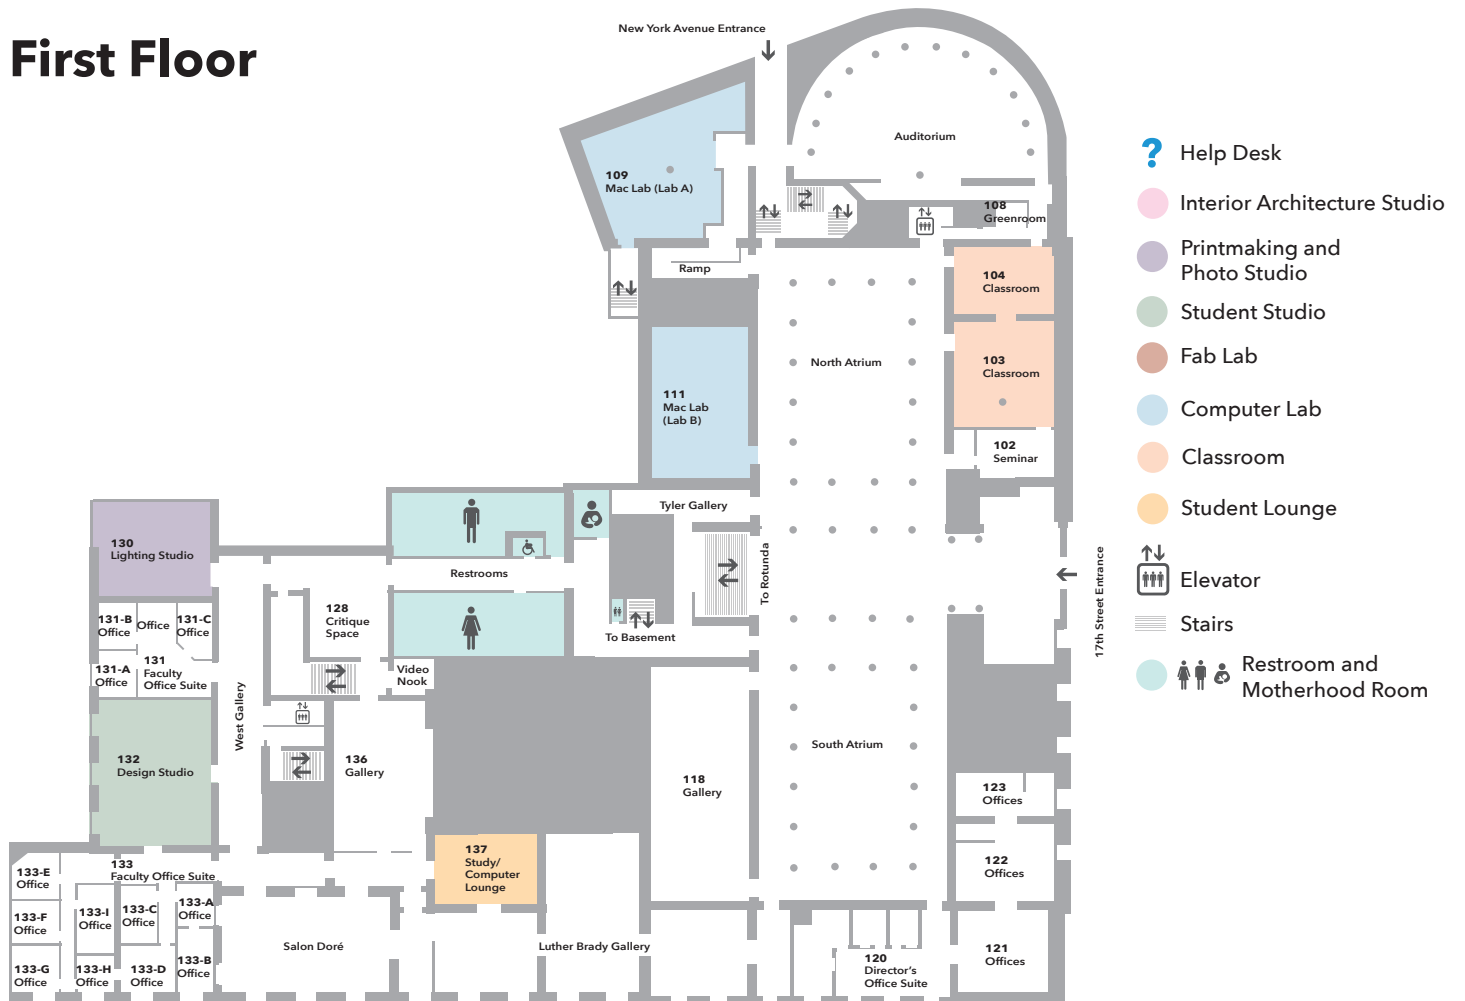 First Floor
New York Avenue Entrance
Auditorium
109
Mac Lab (Lab A)
108
Greenroom
Ramp
104
Classroom
103
Classroom
North Atrium
111
Mac Lab
(Lab B)
102
Seminar
Tyler Gallery
130
Lighting Studio
Restrooms
To Rotunda
17th Street Entrance
131-B
Office
Office
131-C
Office
128
Critique
Space
To Basement
131-A
Office
131
Faculty
Office Suite
Video
Nook
West Gallery
132
Design Studio
136
Gallery
118
Gallery
South Atrium
123
Offices
137
Study/
Computer
Lounge
122
Offices
133-E
Office
133
Faculty Office Suite
133-F
Office
133-I
Office
133-C
Office
133-A
Office
133-G
Office
133-H
Office
133-D
Office
133-B
Office
Salon Doré
Luther Brady Gallery
120
Director's
Office Suite
121
Offices
?
Help Desk
Interior Architecture Studio
Printmaking and
Photo Studio
Student Studio
Fab Lab
Computer Lab
Classroom
Student Lounge
Elevator
Stairs
Restroom and
Motherhood Room